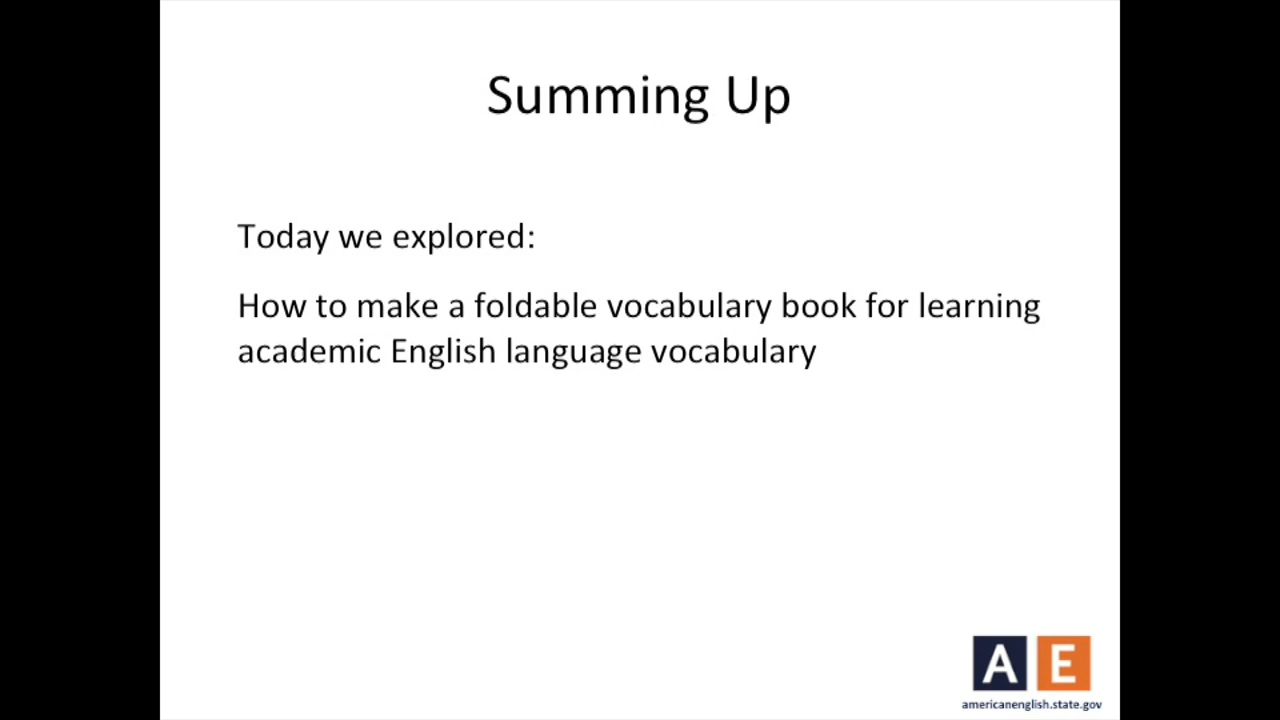 Summing Up
Today we explored:
How to make a foldable vocabulary book for learning
academic English language vocabulary
A E
americanenglish.state.gov